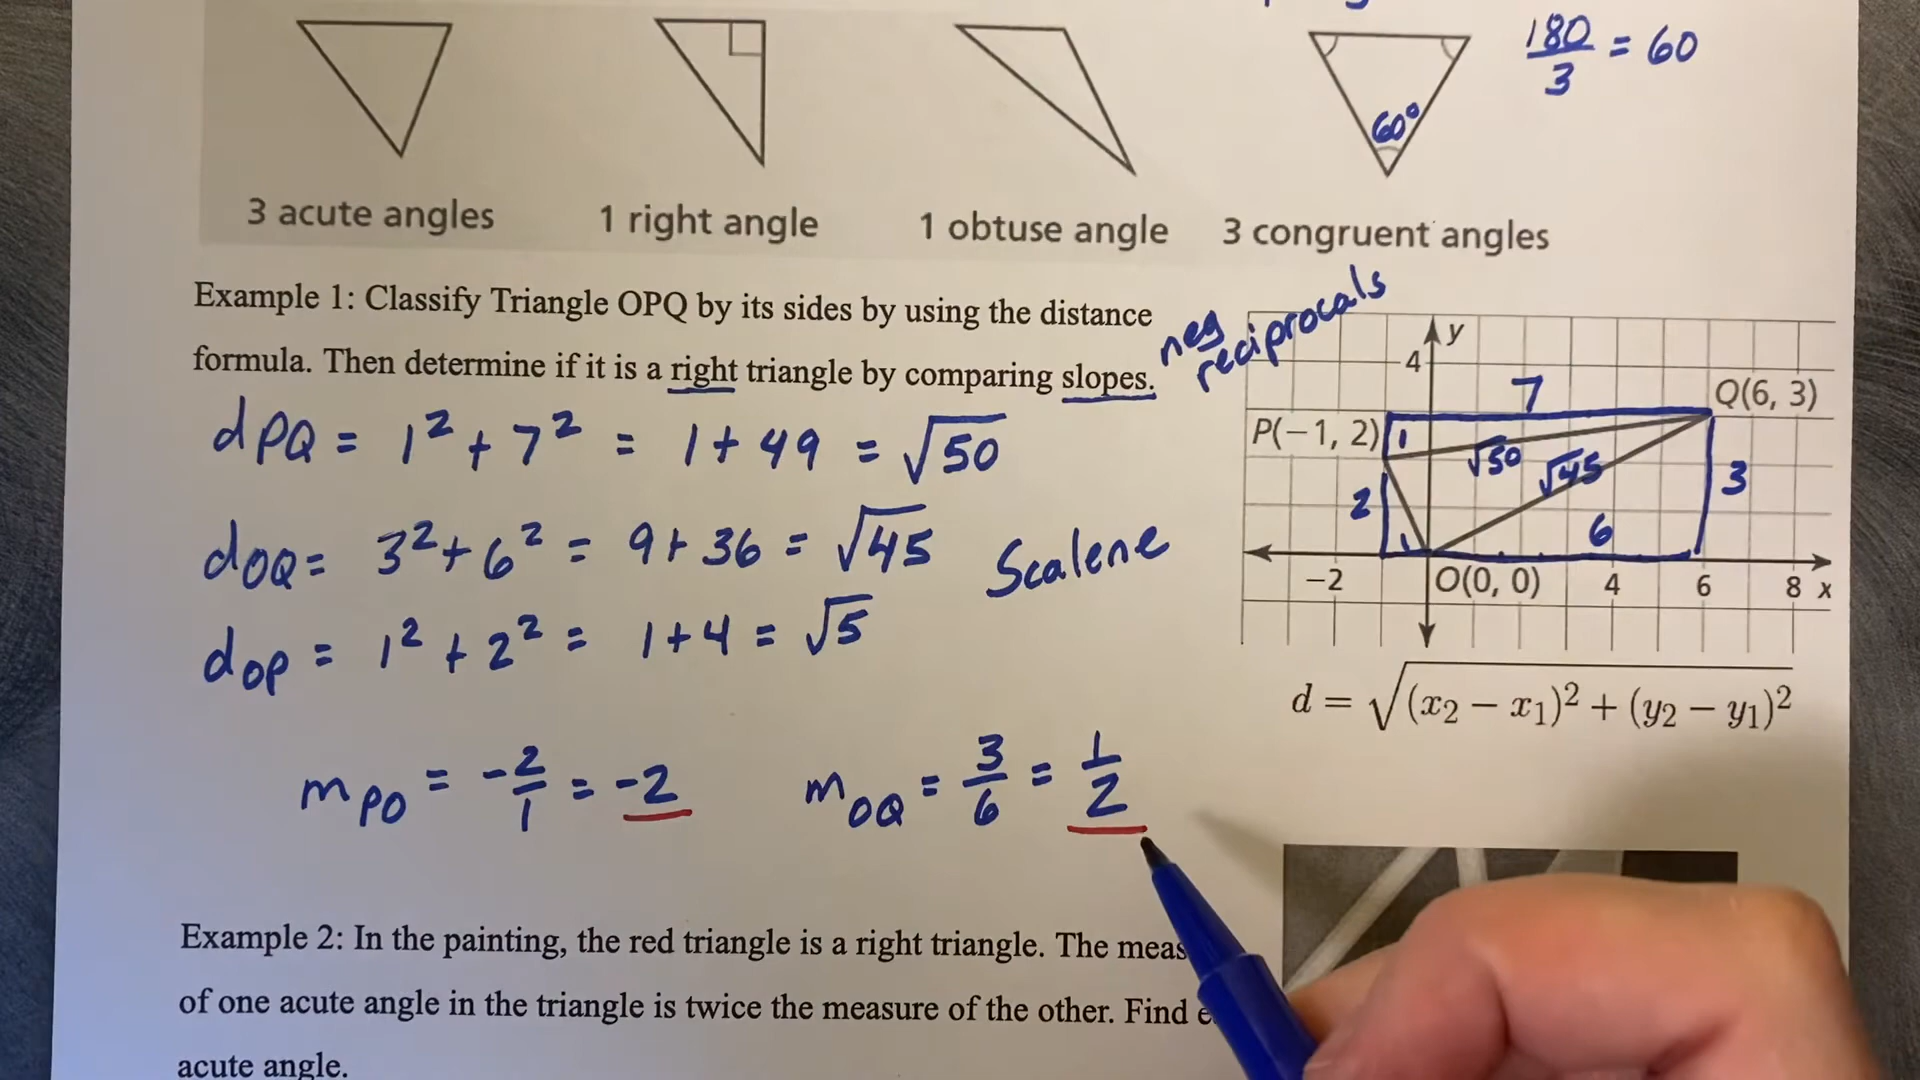 180/3 = 60
60°
3 acute angles 1 right angle 1 obtuse angle 3 congruent angles
Example 1: Classify Triangle OPQ by its sides by using the distance
formula. Then determine if it is a right triangle by comparing slopes.
neg
reciprocals
dPQ = 1² + 7² = 1 + 49 = √50
dOQ = 3² + 6² = 9 + 36 = √45
Scalene
dOP = 1² + 2² = 1 + 4 = √5
y
4
7
Q(6, 3)
P(−1, 2)
1
√50
√45
3
2
6
1
−2 O(0, 0) 4 6 8 x
d = √(x₂ − x₁)² + (y₂ − y₁)²
mPO = -2/1 = -2 mOQ = 3/6 = 1/2
Example 2: In the painting, the red triangle is a right triangle. The meas
of one acute angle in the triangle is twice the measure of the other. Find
acute angle.